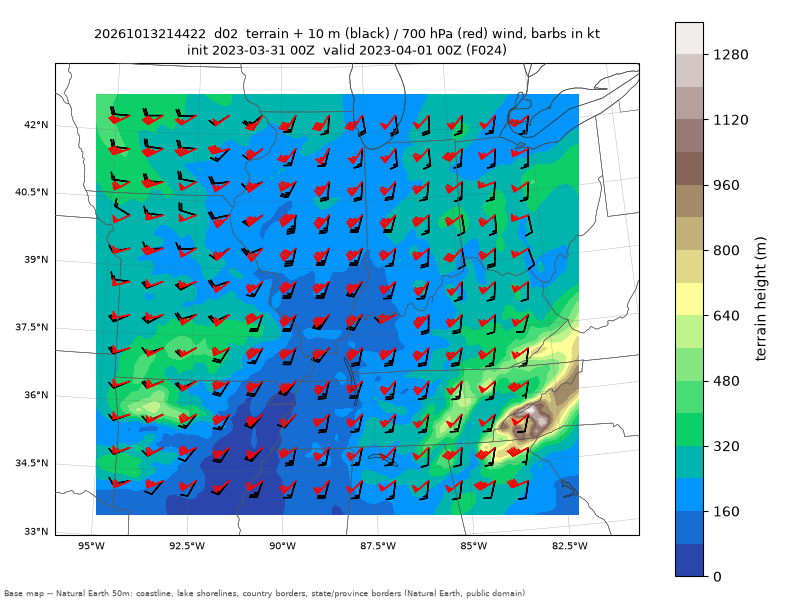 20261013214422  d02  terrain + 10 m (black) / 700 hPa (red) wind, barbs in kt
init 2023-03-31 00Z  valid 2023-04-01 00Z (F024)
42°N
40.5°N
39°N
37.5°N
36°N
34.5°N
33°N
95°W
92.5°W
90°W
87.5°W
85°W
82.5°W
1280
1120
960
800
640
480
320
160
0
terrain height (m)
Base map -- Natural Earth 50m: coastline, lake shorelines, country borders, state/province borders (Natural Earth, public domain)